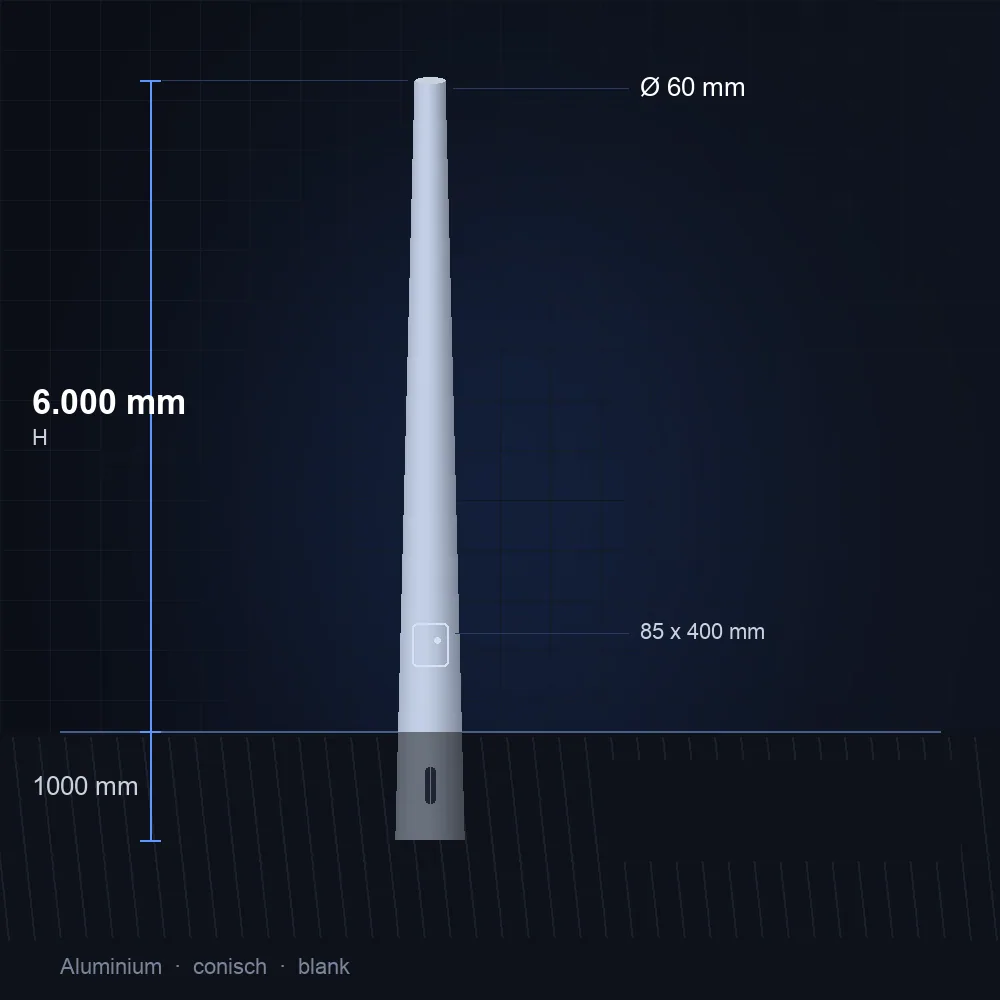 Ø 60 mm
6.000 mm
H
85 x 400 mm
1000 mm
Aluminium · conisch · blank